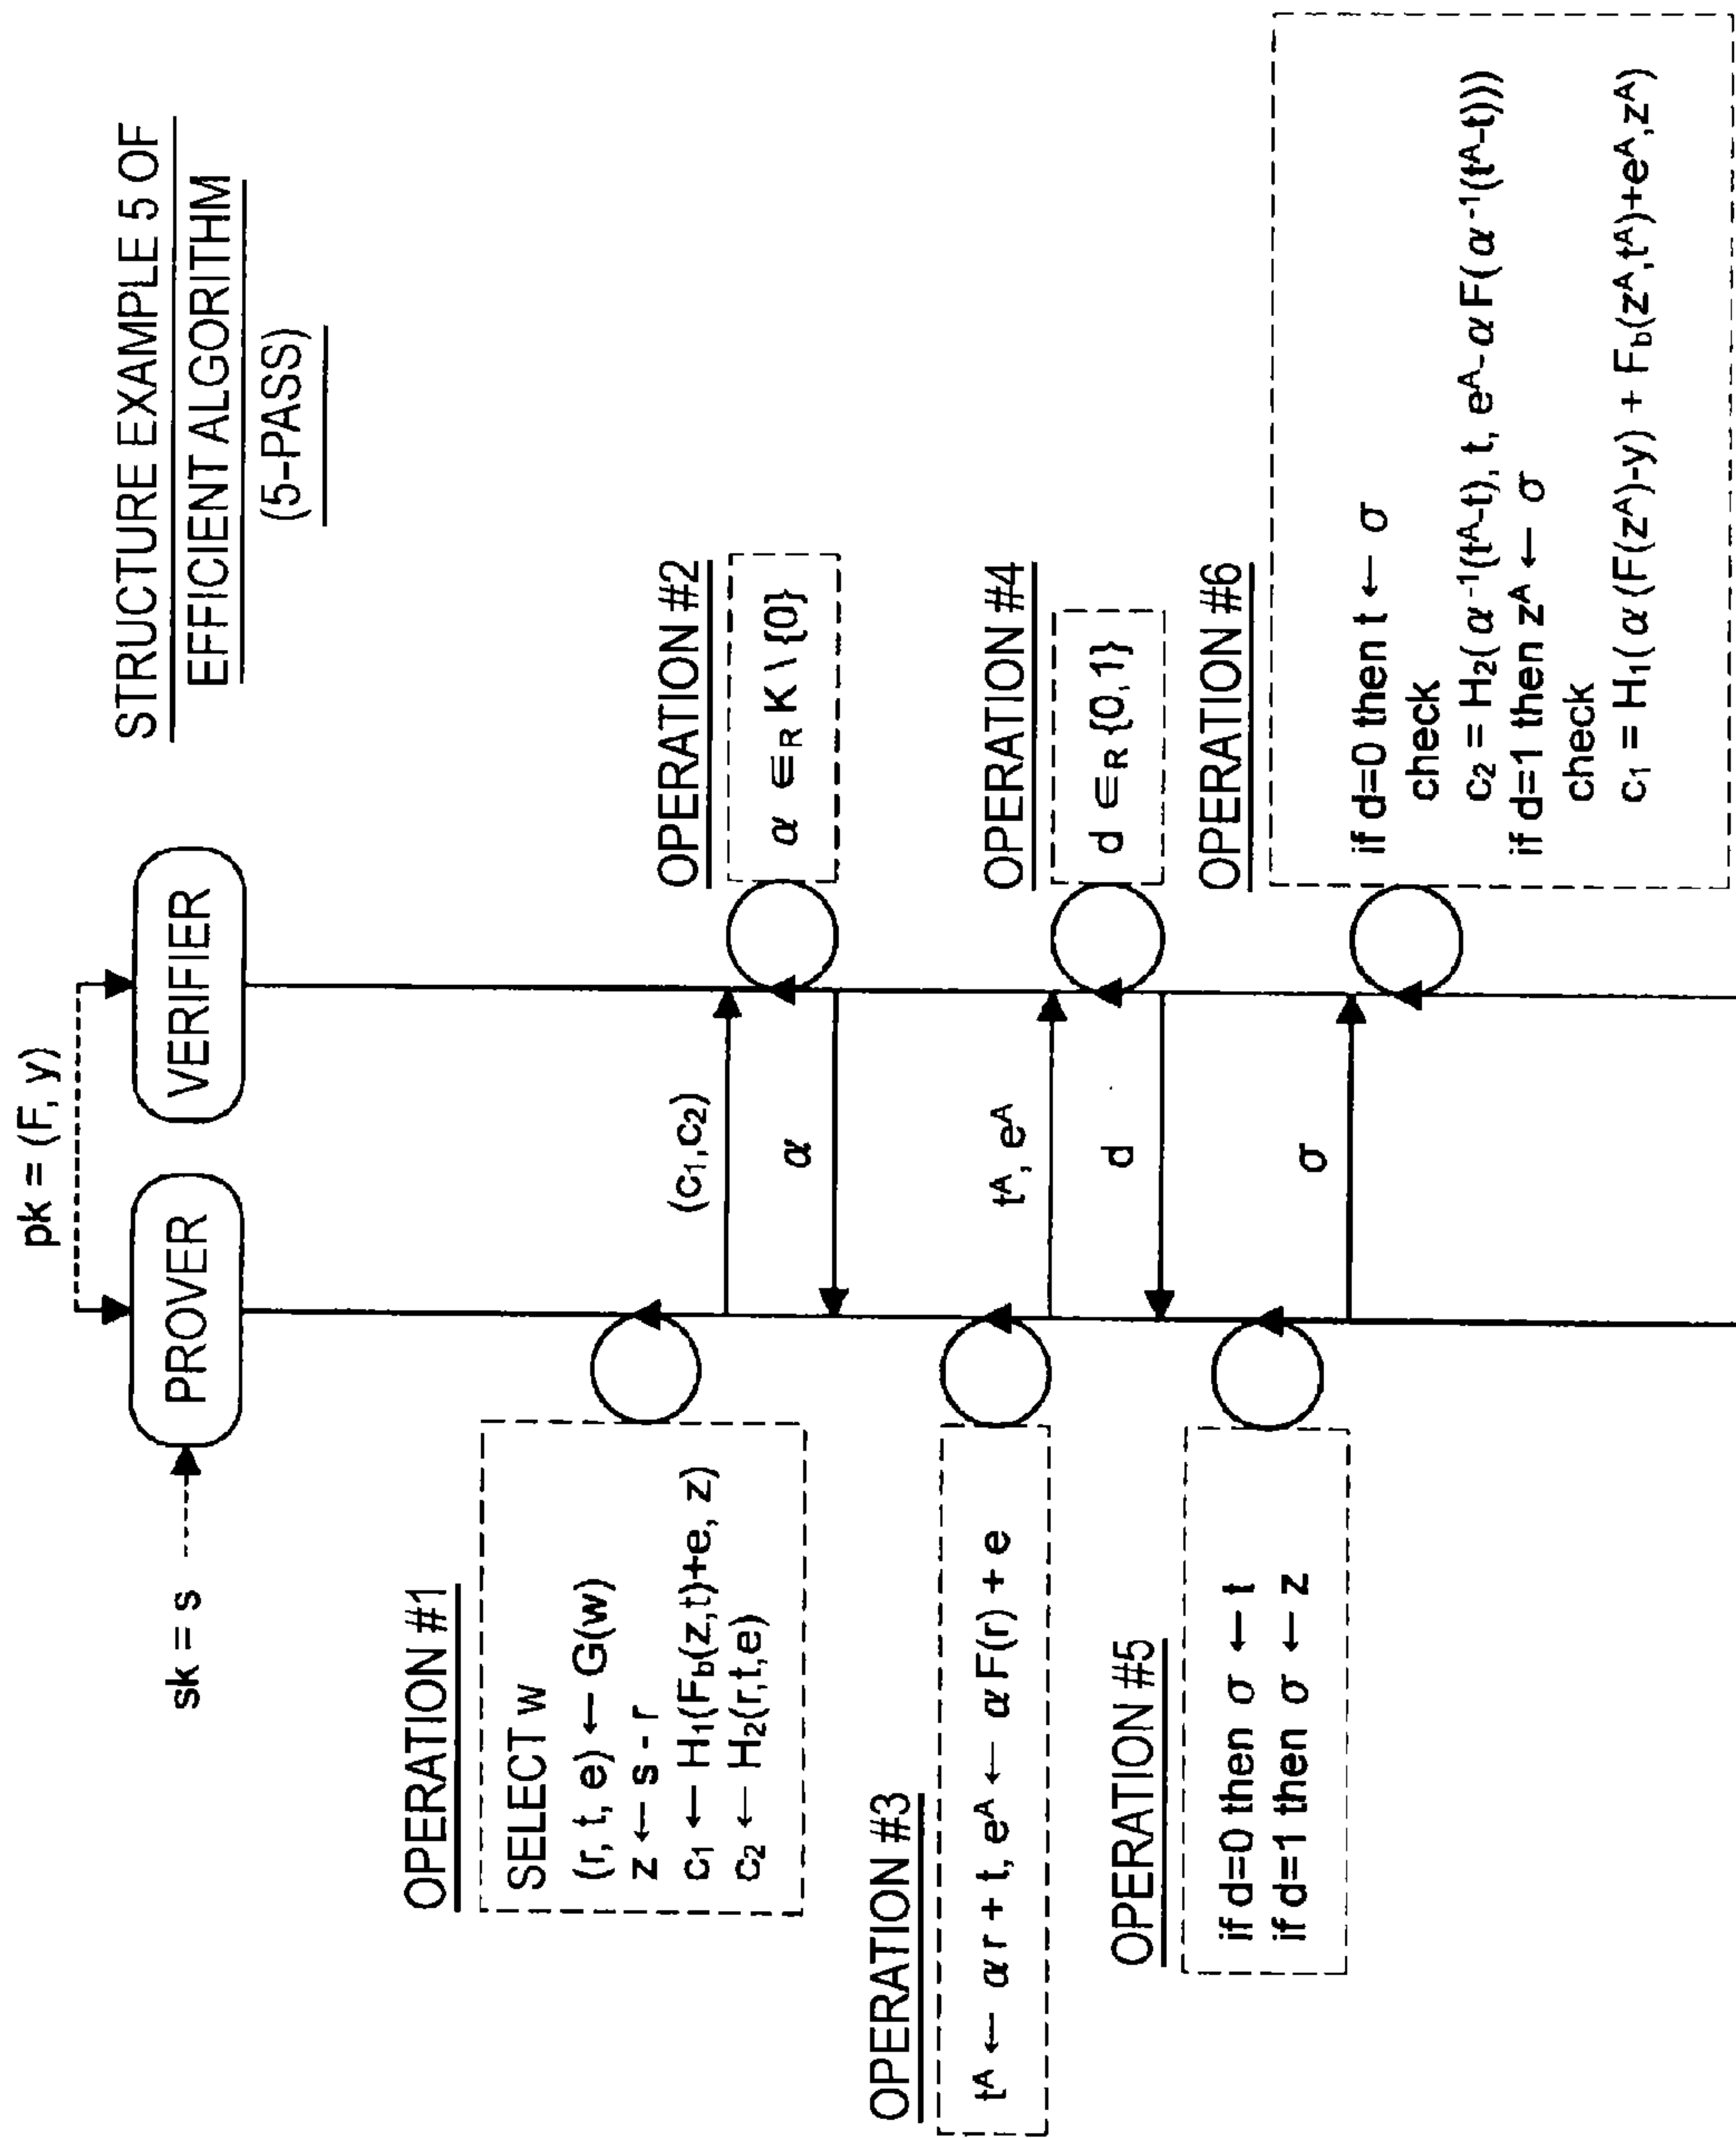 STRUCTURE EXAMPLE 5 OF
EFFICIENT ALGORITHM
(5-PASS)
pk = (F, y)
sk = s
PROVER
VERIFIER
OPERATION #1
SELECT w
(r, t, e) ← G(w)
z ← s - r
c₁ ← H₁(F_b(z,t)+e, z)
c₂ ← H₂(r,t,e)
(c₁,c₂)
OPERATION #2
α ∈_R K \ {0}
α
OPERATION #3
t^A ← α r + t, e^A ← α F(r) + e
t^A, e^A
OPERATION #4
d ∈_R {0,1}
d
OPERATION #5
if d=0 then σ ← t
if d=1 then σ ← z
σ
OPERATION #6
if d=0 then t ← σ
check
c₂ = H₂(α⁻¹(t^A-t), t, e^A-α F(α⁻¹(t^A-t)))
if d=1 then z^A ← σ
check
c₁ = H₁(α(F(z^A)-y) + F_b(z^A,t^A)+e^A,z^A)